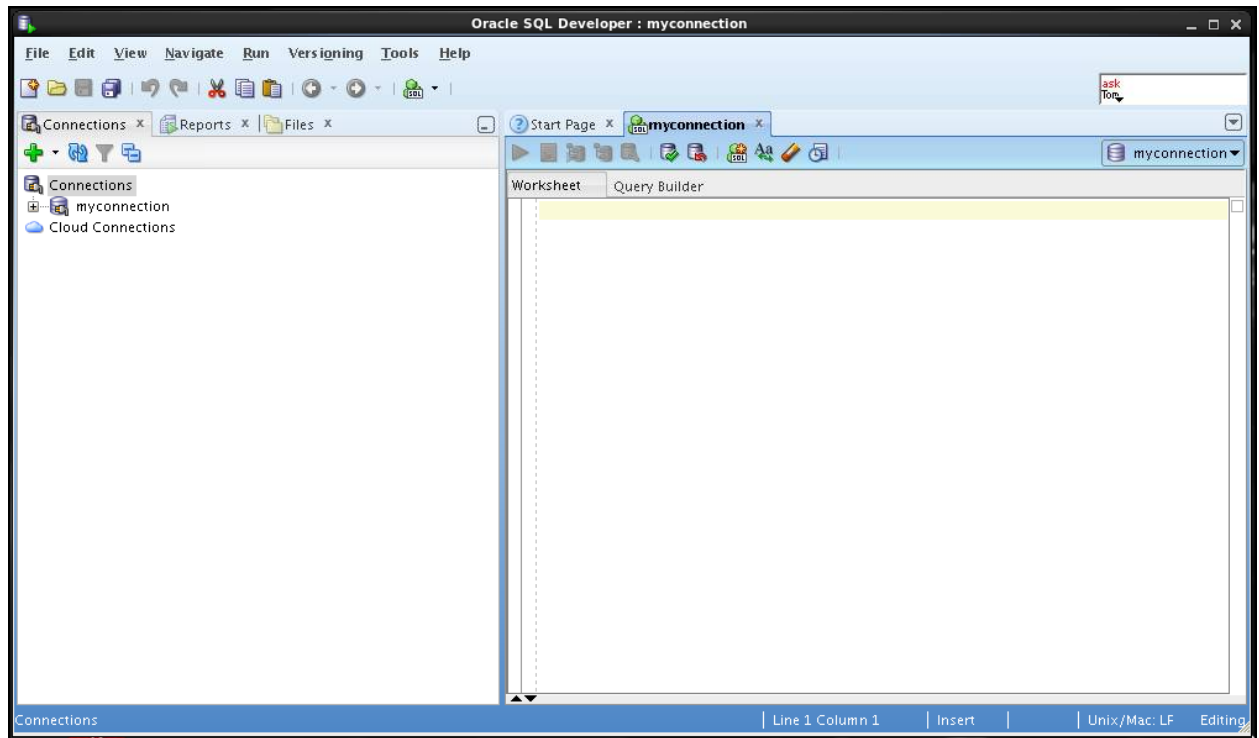 Oracle SQL Developer : myconnection
File Edit View Navigate Run Versioning Tools Help
ask
Tom
Connections Reports Files
Start Page myconnection
myconnection
Worksheet Query Builder
Connections
myconnection
Cloud Connections
Connections Line 1 Column 1 Insert Unix/Mac: LF Editing